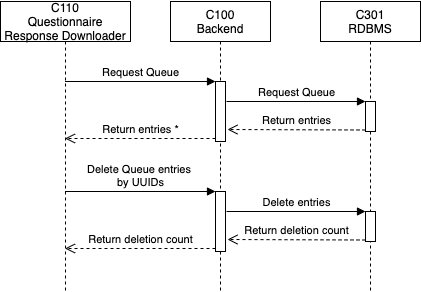 C110
Questionnaire
Response Downloader
C100
Backend
C301
RDBMS
Request Queue
Request Queue
Return entries
Return entries *
Delete Queue entries
by UUIDs
Delete entries
Return deletion count
Return deletion count